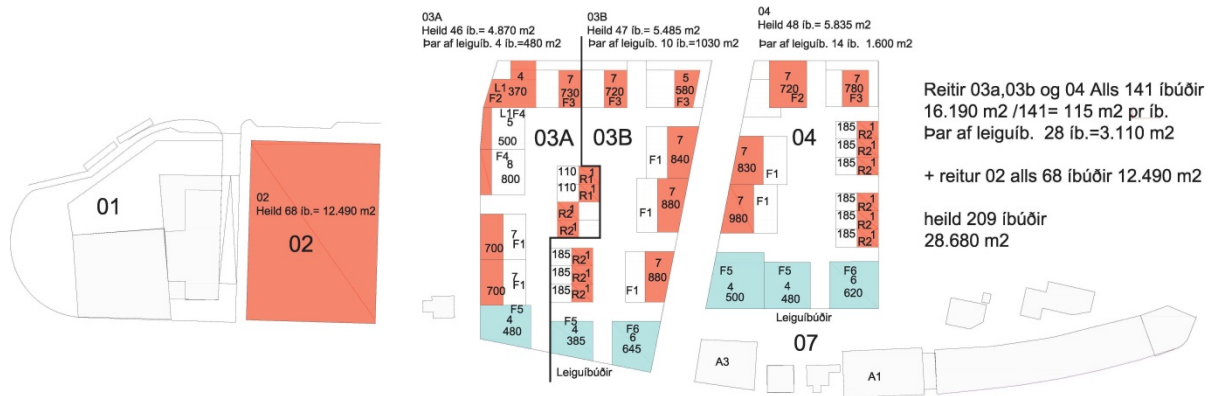 03A
Heild 46 íb.= 4.870 m2
Þar af leiguíb. 4 íb.=480 m2
03B
Heild 47 íb.= 5.485 m2
Þar af leiguíb. 10 íb.=1030 m2
04
Heild 48 íb.= 5.835 m2
Þar af leiguíb. 14 íb. 1.600 m2
Reitir 03a,03b og 04 Alls 141 íbúðir
16.190 m2 /141= 115 m2 pr íb.
Þar af leiguíb. 28 íb.=3.110 m2
+ reitur 02 alls 68 íbúðir 12.490 m2
heild 209 íbúðir
28.680 m2
01
02
Heild 68 íb.= 12.490 m2
02
4
L1 370
F2
7
730
F3
L1F4
5
500
F4
8
800
03A
110 R1 1
110 R1 1
R2 1
R2 1
7
700 F1
7
700 F1
185 R2 1
185 R2 1
185 R2 1
F5
4
480
F5
4
385
Leiguíbúðir
7
720
F3
5
580
F3
03B
7
F1 840
7
880
F1
7
880
F1
F6
6
645
7
720
F2
7
780
F3
04
7
830
F1
7
980
F1
185 R2 1
185 R2 1
185 R2 1
185 R2 1
185 R2 1
185 R2 1
F5
4
500
F5
4
480
F6
6
620
Leiguíbúðir
07
A3
A1